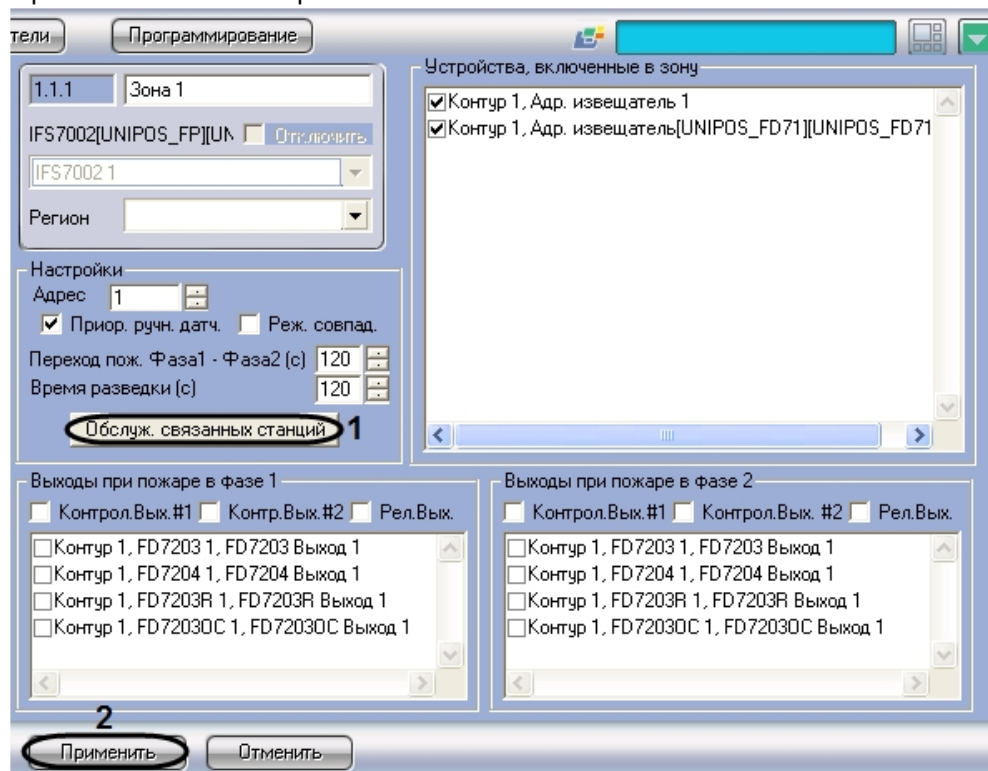 тели
Программирование
1.1.1
Зона 1
IFS7002[UNIPOS_FP][UN
Отключить
IFS7002 1
Регион
Устройства, включенные в зону
Контур 1, Адр. извещатель 1
Контур 1, Адр. извещатель[UNIPOS_FD71][UNIPOS_FD71
Настройки
Адрес 1
Приор. ручн. датч. Реж. совпад.
Переход пож. Фаза1 - Фаза2 (с) 120
Время разведки (с) 120
Обслуж. связанных станций 1
Выходы при пожаре в фазе 1
Контрол.Вых.#1 Контр.Вых.#2 Рел.Вых.
Контур 1, FD7203 1, FD7203 Выход 1
Контур 1, FD7204 1, FD7204 Выход 1
Контур 1, FD7203R 1, FD7203R Выход 1
Контур 1, FD7203OC 1, FD7203OC Выход 1
Выходы при пожаре в фазе 2
Контрол.Вых.#1 Контрол.Вых. #2 Рел.Вых.
Контур 1, FD7203 1, FD7203 Выход 1
Контур 1, FD7204 1, FD7204 Выход 1
Контур 1, FD7203R 1, FD7203R Выход 1
Контур 1, FD7203OC 1, FD7203OC Выход 1
2
Применить
Отменить